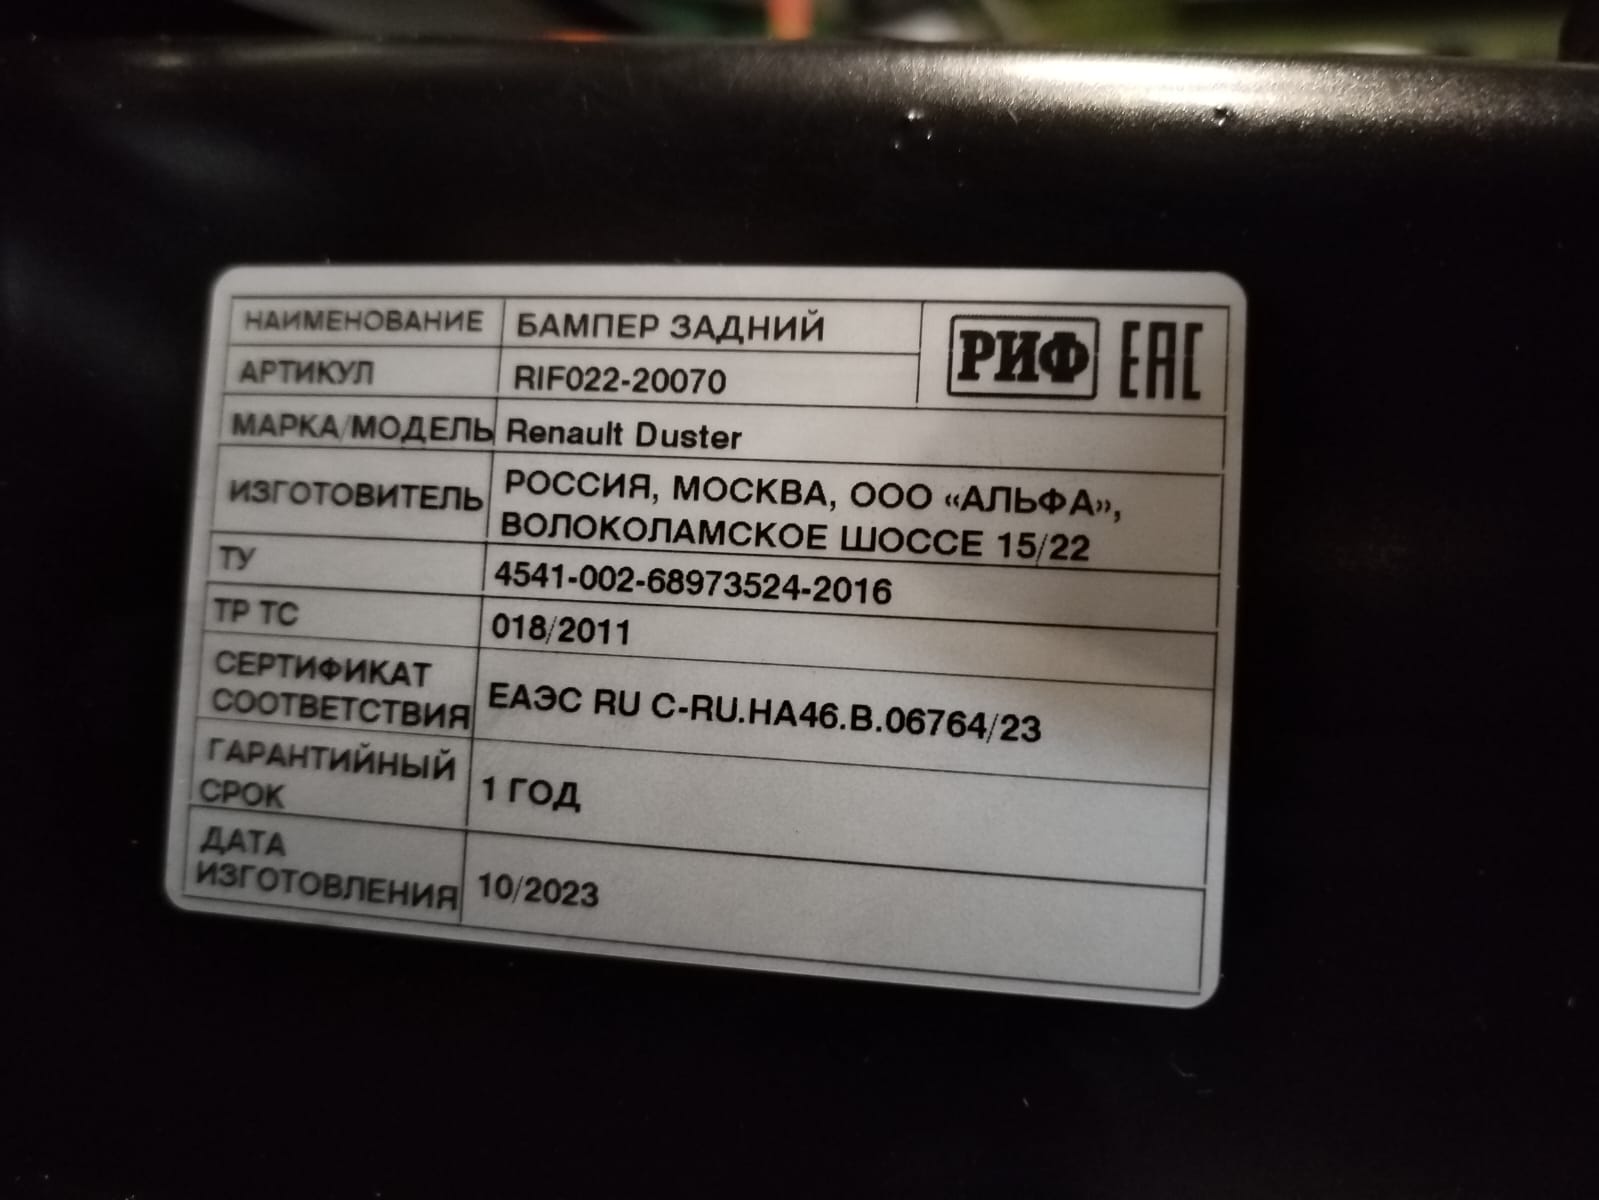 НАИМЕНОВАНИЕ БАМПЕР ЗАДНИЙ РИФ EAC
АРТИКУЛ RIF022-20070
МАРКА/МОДЕЛЬ Renault Duster
ИЗГОТОВИТЕЛЬ РОССИЯ, МОСКВА, ООО «АЛЬФА»,
ВОЛОКОЛАМСКОЕ ШОССЕ 15/22
ТУ 4541-002-68973524-2016
ТР ТС 018/2011
СЕРТИФИКАТ
СООТВЕТСТВИЯ ЕАЭС RU C-RU.HA46.B.06764/23
ГАРАНТИЙНЫЙ
СРОК 1 ГОД
ДАТА
ИЗГОТОВЛЕНИЯ 10/2023